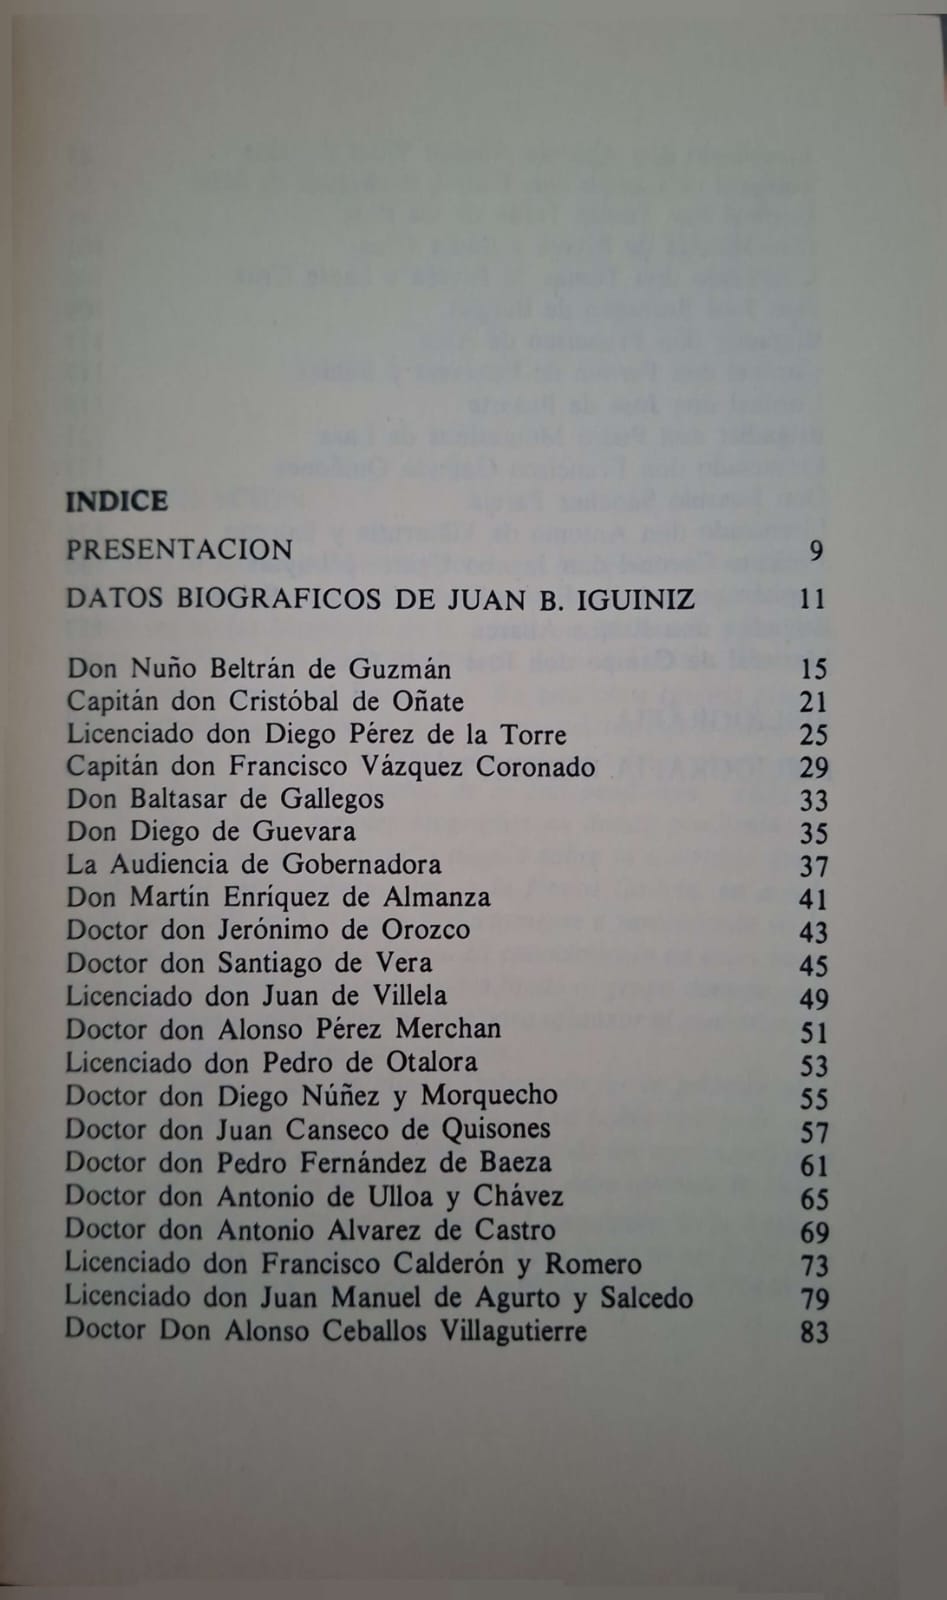 INDICE
PRESENTACION 9
DATOS BIOGRAFICOS DE JUAN B. IGUINIZ 11
Don Nuño Beltrán de Guzmán 15
Capitán don Cristóbal de Oñate 21
Licenciado don Diego Pérez de la Torre 25
Capitán don Francisco Vázquez Coronado 29
Don Baltasar de Gallegos 33
Don Diego de Guevara 35
La Audiencia de Gobernadora 37
Don Martín Enríquez de Almanza 41
Doctor don Jerónimo de Orozco 43
Doctor don Santiago de Vera 45
Licenciado don Juan de Villela 49
Doctor don Alonso Pérez Merchan 51
Licenciado don Pedro de Otalora 53
Doctor don Diego Núñez y Morquecho 55
Doctor don Juan Canseco de Quisones 57
Doctor don Pedro Fernández de Baeza 61
Doctor don Antonio de Ulloa y Chávez 65
Doctor don Antonio Alvarez de Castro 69
Licenciado don Francisco Calderón y Romero 73
Licenciado don Juan Manuel de Agurto y Salcedo 79
Doctor Don Alonso Ceballos Villagutierre 83